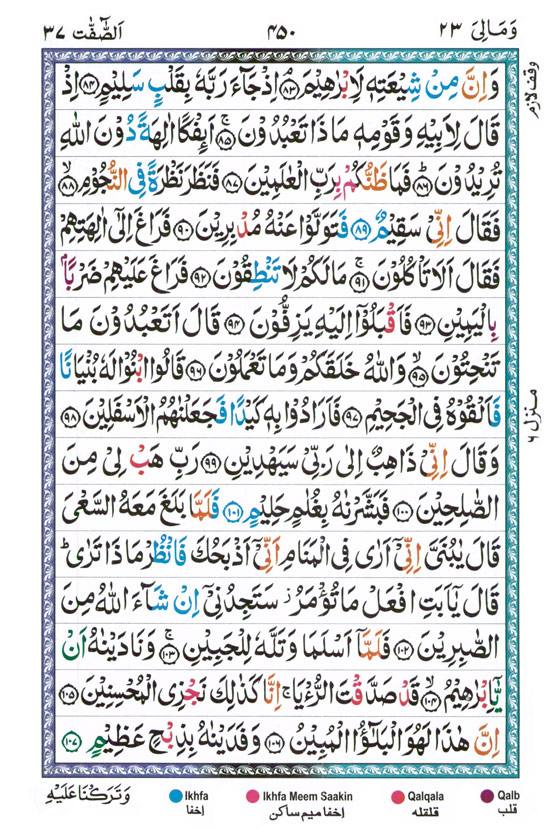 وَمَالِیَ ٢٣
۴۵۰
اَلصّٰٓفّٰت ٣٧
وَاِنَّ مِنْ شِيْعَتِهٖ لَاِبْرٰهِيْمَ ﴿٨٣﴾ اِذْ جَآءَ رَبَّهٗ بِقَلْبٍ سَلِيْمٍ ﴿٨٤﴾ اِذْ
قَالَ لِاَبِيْهِ وَقَوْمِهٖ مَاذَا تَعْبُدُوْنَ ﴿٨٥﴾ اَىِٕفْكًا اٰلِهَةً دُوْنَ اللّٰهِ
تُرِيْدُوْنَ ﴿٨٦﴾ فَمَا ظَنُّكُمْ بِرَبِّ الْعٰلَمِيْنَ ﴿٨٧﴾ فَنَظَرَ نَظْرَةً فِى النُّجُوْمِ ﴿٨٨﴾
فَقَالَ اِنِّىْ سَقِيْمٌ ﴿٨٩﴾ فَتَوَلَّوْا عَنْهُ مُدْبِرِيْنَ ﴿٩٠﴾ فَرَاغَ اِلٰٓى اٰلِهَتِهِمْ
فَقَالَ اَلَا تَاْكُلُوْنَ ﴿٩١﴾ مَا لَكُمْ لَا تَنْطِقُوْنَ ﴿٩٢﴾ فَرَاغَ عَلَيْهِمْ ضَرْبًاۢ
بِالْيَمِيْنِ ﴿٩٣﴾ فَاَقْبَلُوْۤا اِلَيْهِ يَزِفُّوْنَ ﴿٩٤﴾ قَالَ اَتَعْبُدُوْنَ مَا
تَنْحِتُوْنَ ﴿٩٥﴾ وَاللّٰهُ خَلَقَكُمْ وَمَا تَعْمَلُوْنَ ﴿٩٦﴾ قَالُوا ابْنُوْا لَهٗ بُنْيَانًا
فَاَلْقُوْهُ فِى الْجَحِيْمِ ﴿٩٧﴾ فَاَرَادُوْا بِهٖ كَيْدًا فَجَعَلْنٰهُمُ الْاَسْفَلِيْنَ ﴿٩٨﴾
وَقَالَ اِنِّىْ ذَاهِبٌ اِلٰى رَبِّىْ سَيَهْدِيْنِ ﴿٩٩﴾ رَبِّ هَبْ لِىْ مِنَ
الصّٰلِحِيْنَ ﴿١٠٠﴾ فَبَشَّرْنٰهُ بِغُلٰمٍ حَلِيْمٍ ﴿١٠١﴾ فَلَمَّا بَلَغَ مَعَهُ السَّعْىَ
قَالَ يٰبُنَىَّ اِنِّىْۤ اَرٰى فِى الْمَنَامِ اَنِّىْۤ اَذْبَحُكَ فَانْظُرْ مَاذَا تَرٰىؕ
قَالَ يٰۤاَبَتِ افْعَلْ مَا تُؤْمَرُ ز سَتَجِدُنِىْۤ اِنْ شَآءَ اللّٰهُ مِنَ
الصّٰبِرِيْنَ ﴿١٠٢﴾ فَلَمَّاۤ اَسْلَمَا وَتَلَّهٗ لِلْجَبِيْنِ ﴿١٠٣﴾ وَنَادَيْنٰهُ اَنْ
يّٰۤاِبْرٰهِيْمُ ﴿١٠٤﴾ قَدْ صَدَّقْتَ الرُّءْيَا ۚ اِنَّا كَذٰلِكَ نَجْزِى الْمُحْسِنِيْنَ ﴿١٠٥﴾
اِنَّ هٰذَا لَهُوَ الْبَلٰٓؤُا الْمُبِيْنُ ﴿١٠٦﴾ وَفَدَيْنٰهُ بِذِبْحٍ عَظِيْمٍ ﴿١٠٧﴾
وقف لازم
منزل ٦
وَتَرَكْنَا عَلَيْهِ
Ikhfa
اخفا
Ikhfa Meem Saakin
اخفا میم ساکن
Qalqala
قلقله
Qalb
قلب